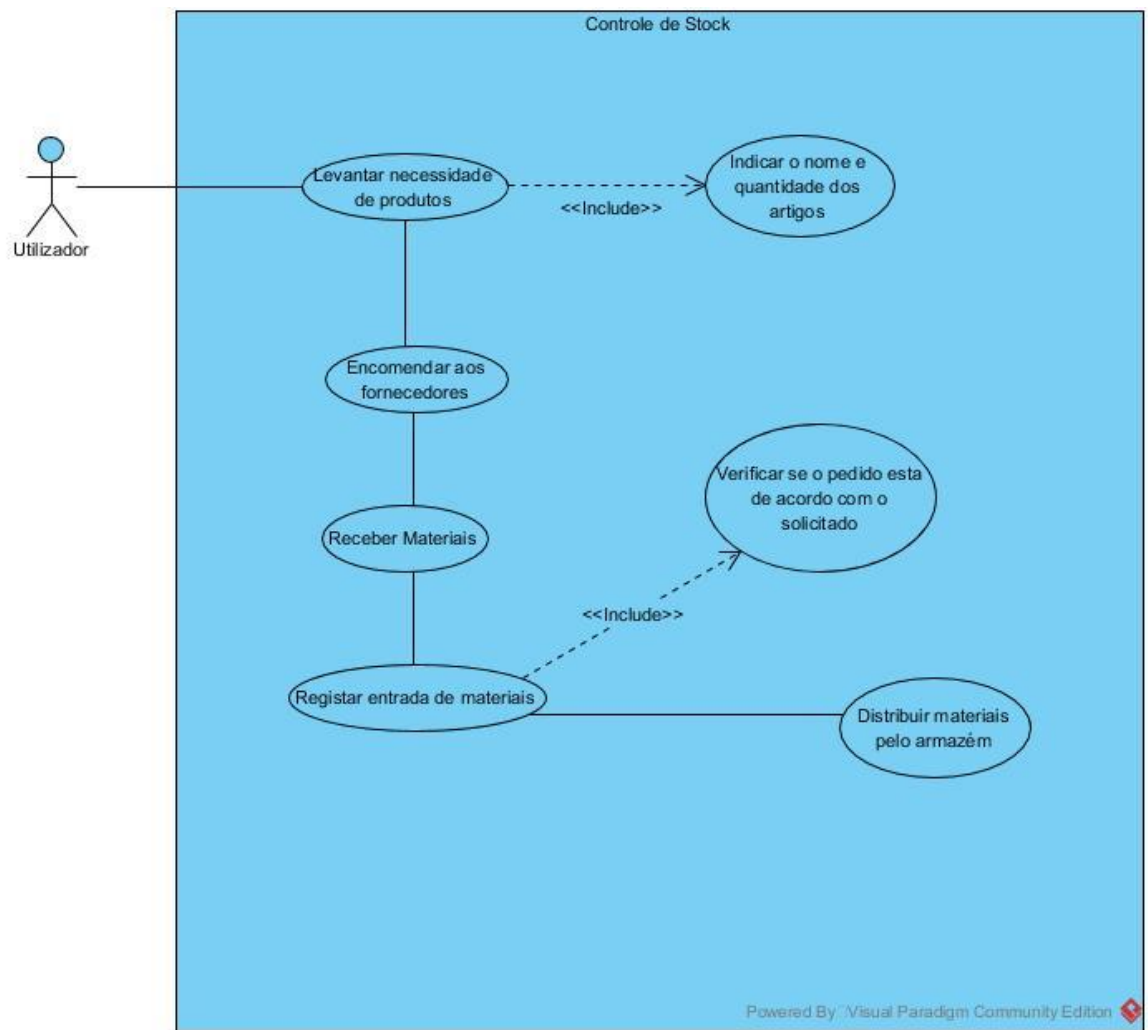 Controle de Stock
Utilizador
Levantar necessidade
de produtos
<<Include>>
Indicar o nome e
quantidade dos
artigos
Encomendar aos
fornecedores
Receber Materiais
Verificar se o pedido esta
de acordo com o
solicitado
<<Include>>
Registar entrada de materiais
Distribuir materiais
pelo armazém
Powered By Visual Paradigm Community Edition